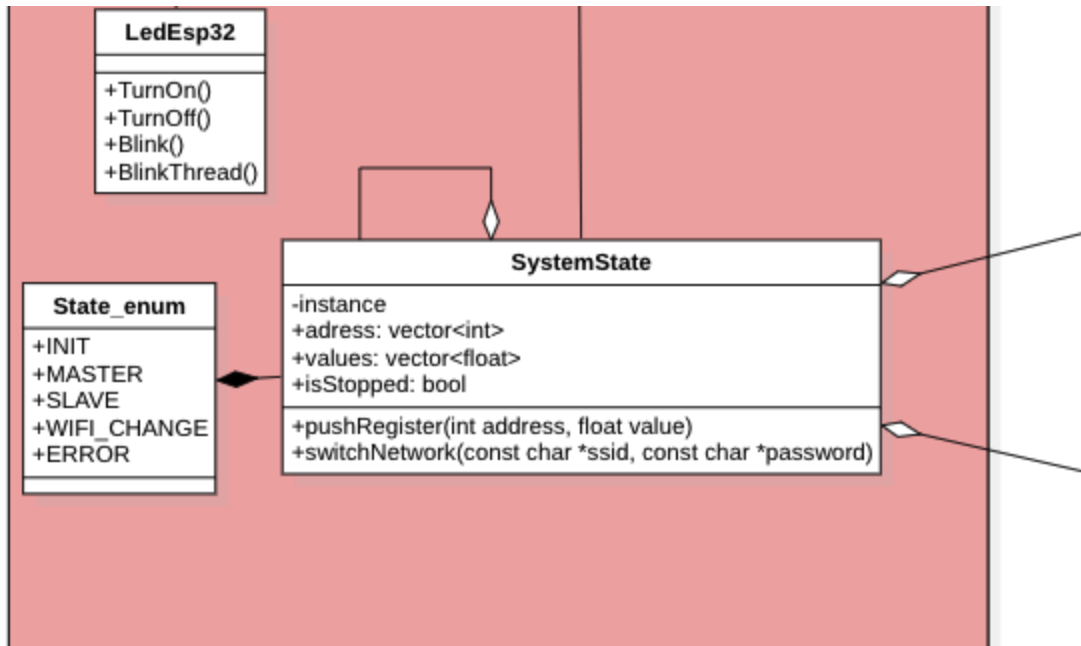 LedEsp32
+TurnOn()
+TurnOff()
+Blink()
+BlinkThread()
SystemState
-instance
+adress: vector<int>
+values: vector<float>
+isStopped: bool
+pushRegister(int address, float value)
+switchNetwork(const char *ssid, const char *password)
State_enum
+INIT
+MASTER
+SLAVE
+WIFI_CHANGE
+ERROR